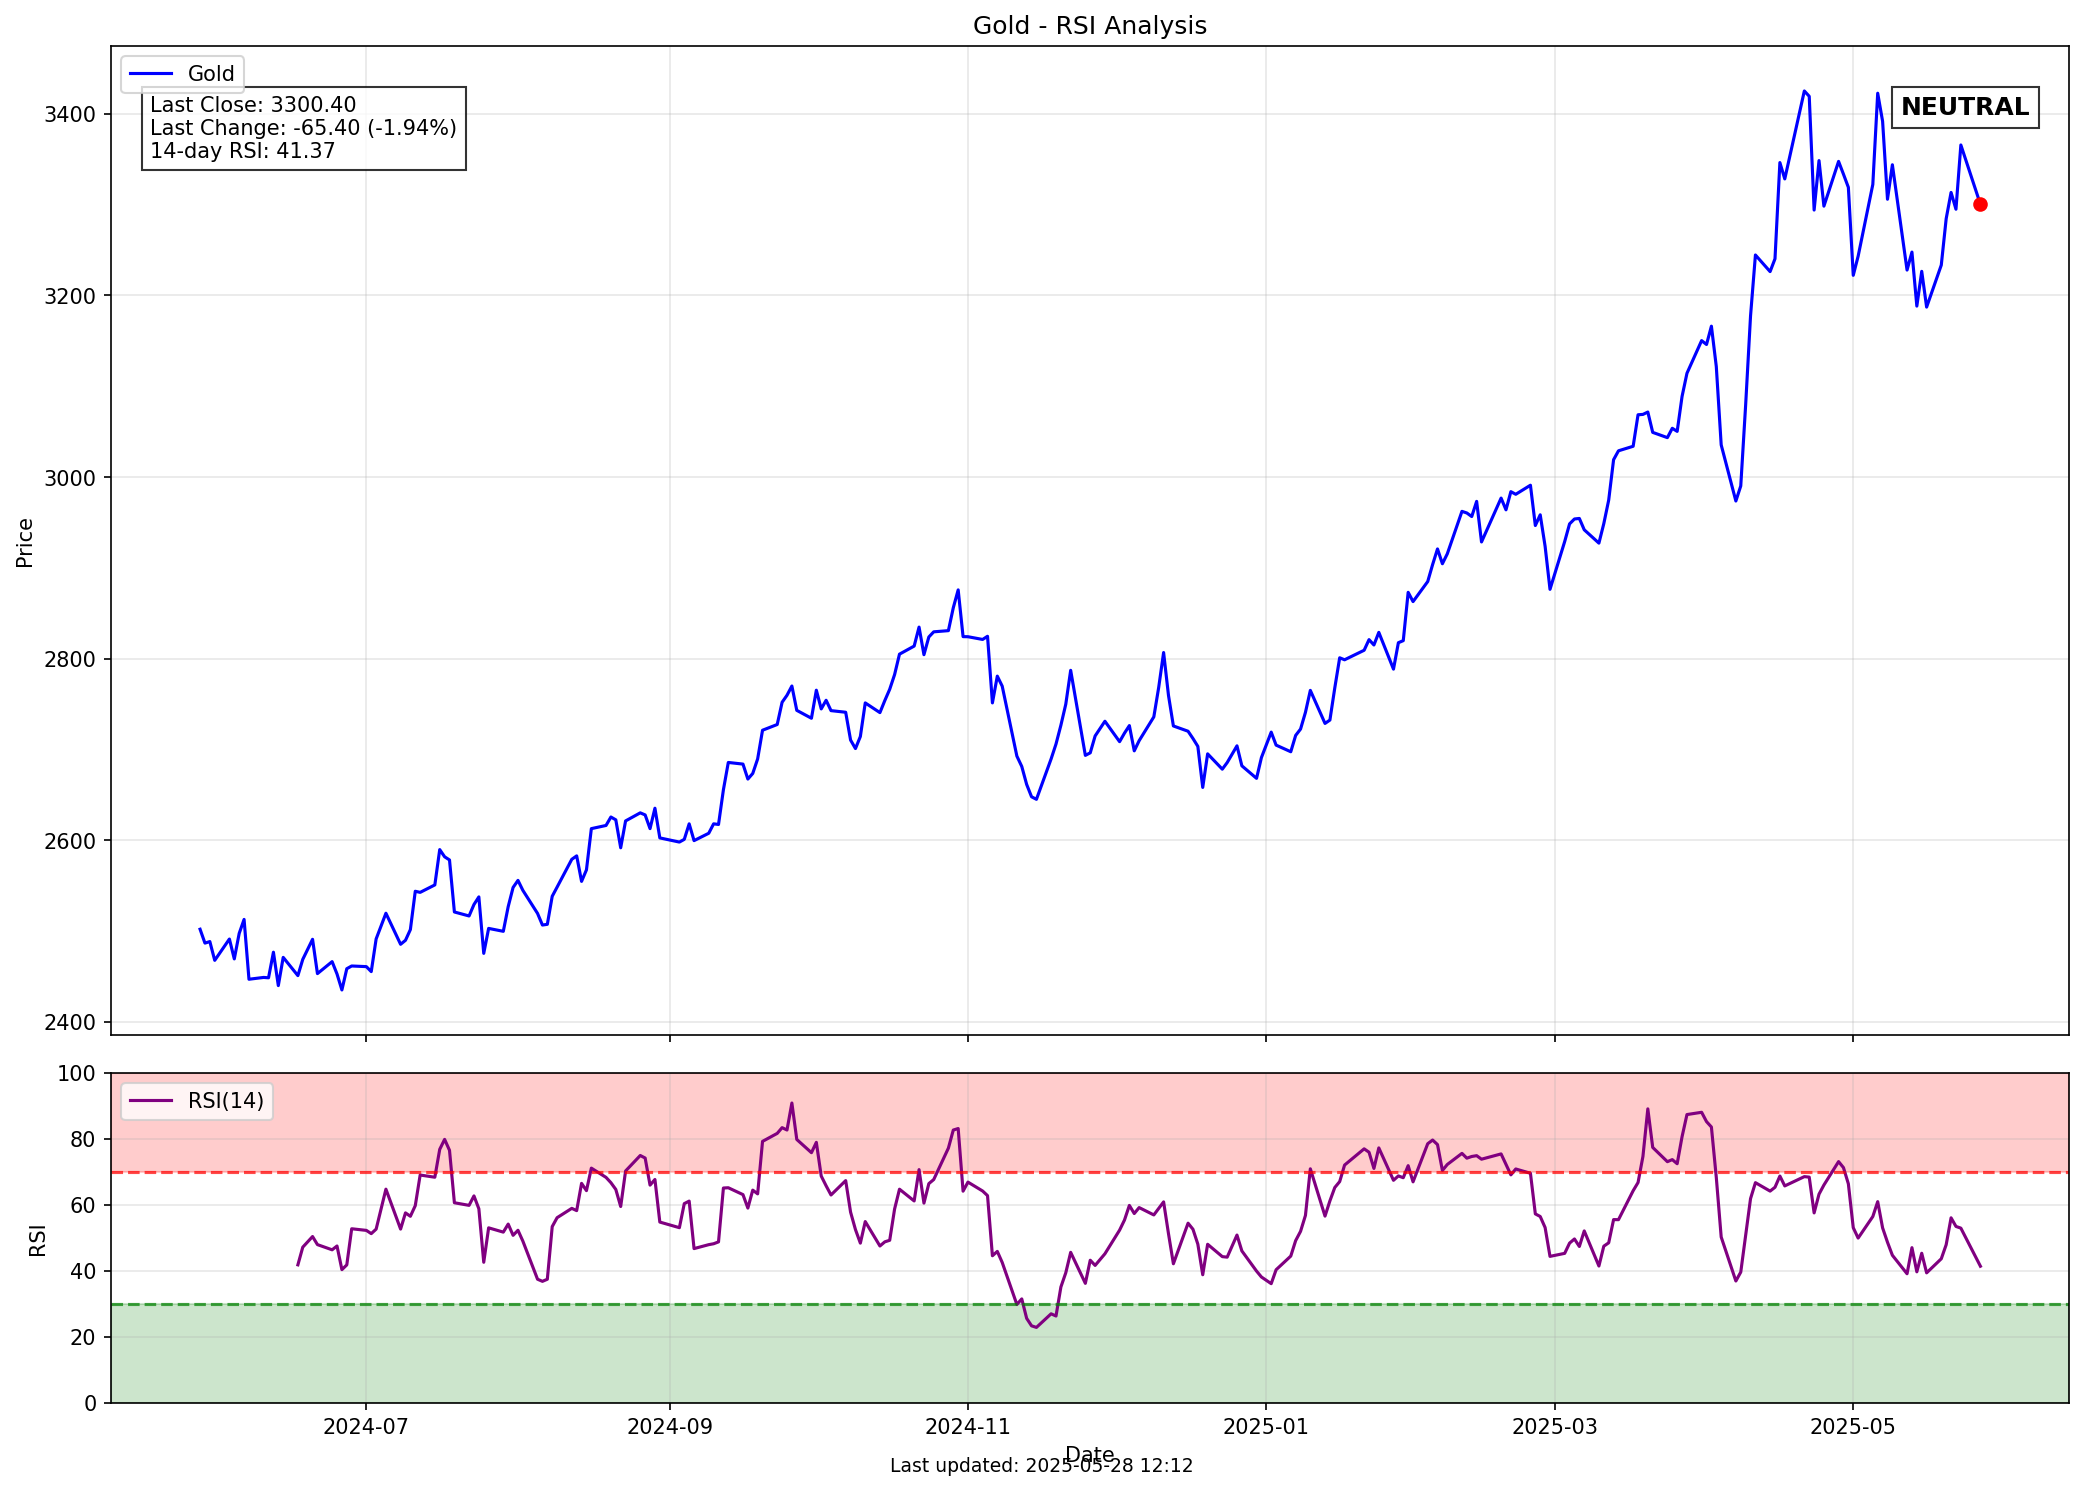 Gold - RSI Analysis
Gold
Last Close: 3300.40
Last Change: -65.40 (-1.94%)
14-day RSI: 41.37
NEUTRAL
3400
3200
3000
2800
2600
2400
Price
RSI(14)
100
80
60
40
20
0
RSI
2024-07
2024-09
2024-11
2025-01
2025-03
2025-05
Date
Last updated: 2025-05-28 12:12